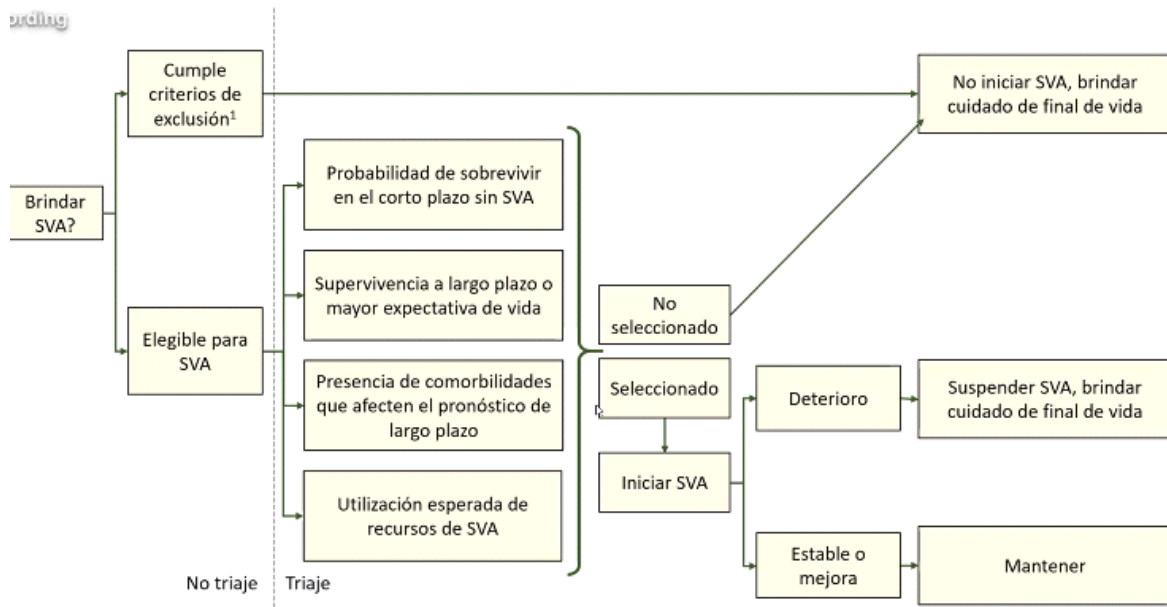 ording
Cumple
criterios de
exclusión¹
No iniciar SVA, brindar
cuidado de final de vida
Brindar
SVA?
Probabilidad de sobrevivir
en el corto plazo sin SVA
Supervivencia a largo plazo o
mayor expectativa de vida
Elegible para
SVA
Presencia de comorbilidades
que afecten el pronóstico de
largo plazo
Utilización esperada de
recursos de SVA
No
seleccionado
Seleccionado
Iniciar SVA
Deterioro
Suspender SVA, brindar
cuidado de final de vida
Estable o
mejora
Mantener
No triaje
Triaje